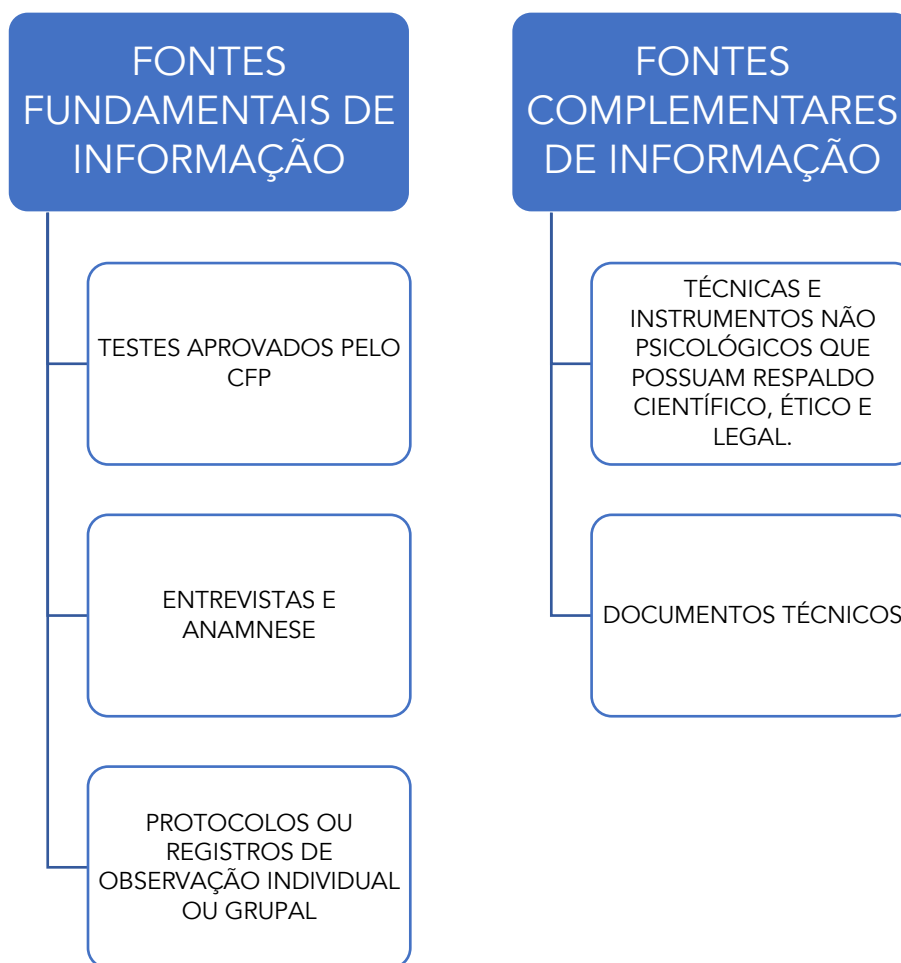 FONTES
FUNDAMENTAIS DE
INFORMAÇÃO
TESTES APROVADOS PELO
CFP
ENTREVISTAS E
ANAMNESE
PROTOCOLOS OU
REGISTROS DE
OBSERVAÇÃO INDIVIDUAL
OU GRUPAL
FONTES
COMPLEMENTARES
DE INFORMAÇÃO
TÉCNICAS E
INSTRUMENTOS NÃO
PSICOLÓGICOS QUE
POSSUAM RESPALDO
CIENTÍFICO, ÉTICO E
LEGAL.
DOCUMENTOS TÉCNICOS